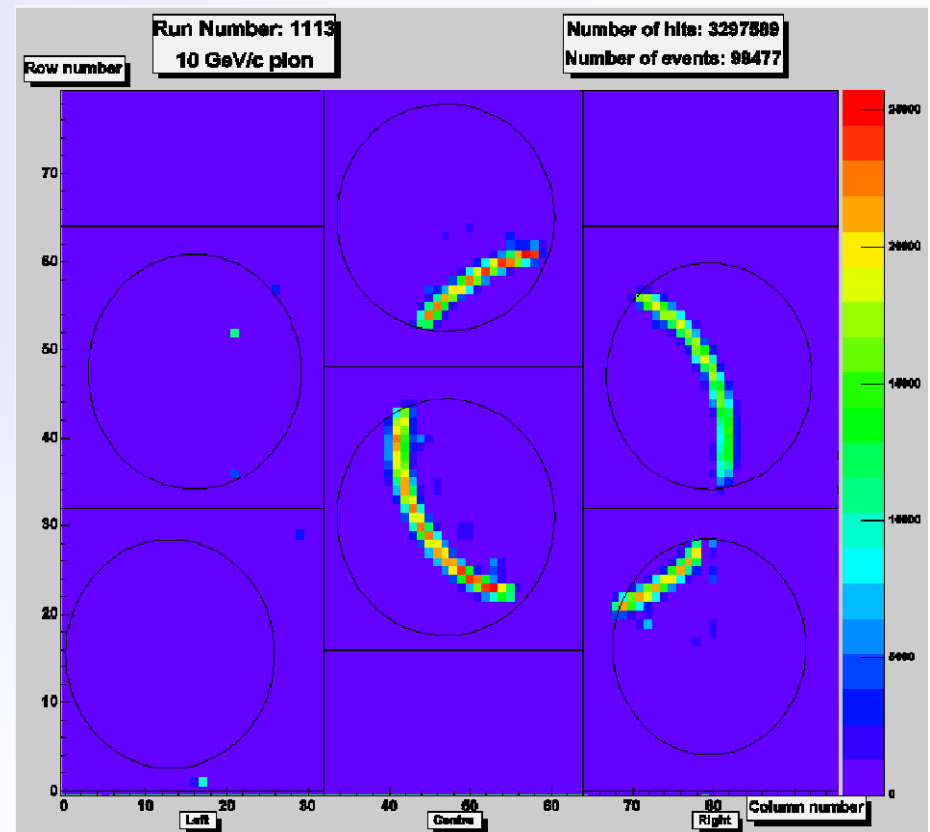 Run Number: 1113
10 GeV/c pion
Number of hits: 3297589
Number of events: 99477
Row number
70
60
50
40
30
20
10
0
0 10 20 30 40 50 60 70 80
Column number
Left Centre Right
25000
20000
15000
10000
5000
0